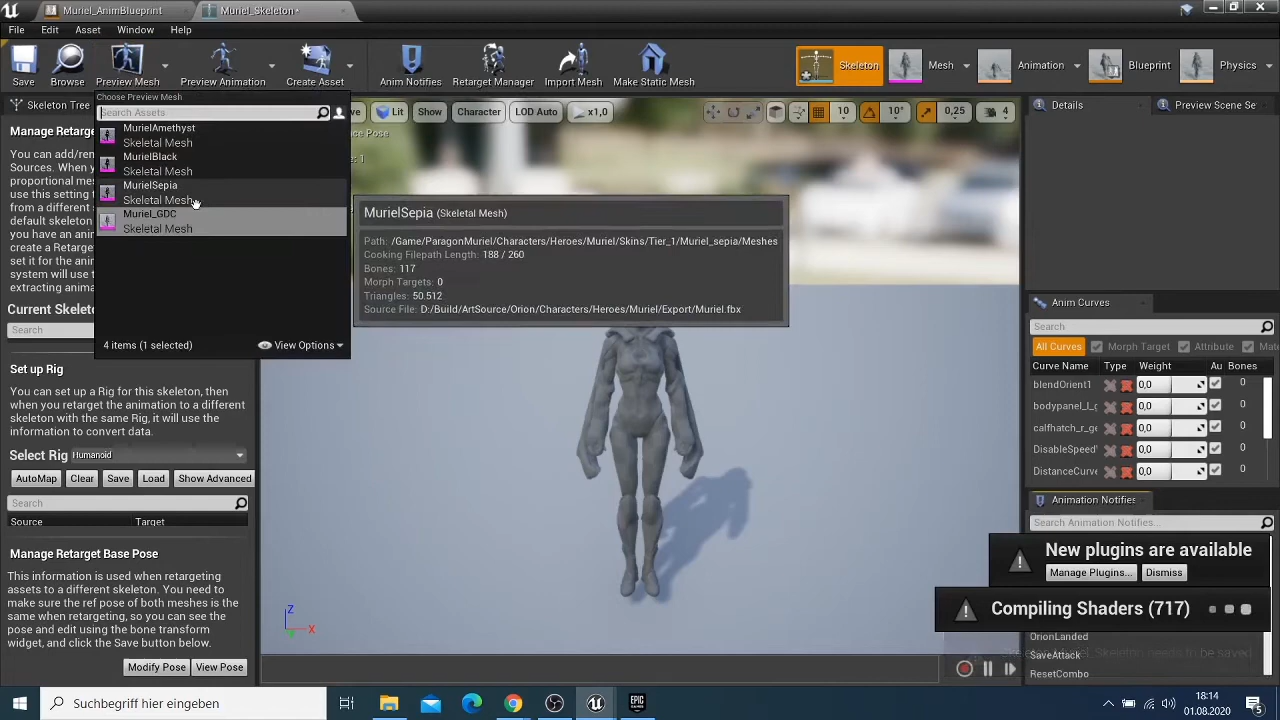 Muriel_AnimBlueprint
Muriel_Skeleton*
File Edit Asset Window Help
Save
Browse
Preview Mesh
Preview Animation
Create Asset
Anim Notifies
Retarget Manager
Import Mesh
Make Static Mesh
Skeleton
Mesh
Animation
Blueprint
Physics
Skeleton Tree
Choose Preview Mesh
Search Assets
MurielAmethyst
Skeletal Mesh
MurielBlack
Skeletal Mesh
MurielSepia
Skeletal Mesh
Muriel_GDC
Skeletal Mesh
4 items (1 selected)
View Options
Lit
Show
Character
LOD Auto
x1,0
10
10°
0,25
4
MurielSepia (Skeletal Mesh)
Path: /Game/ParagonMuriel/Characters/Heroes/Muriel/Skins/Tier_1/Muriel_sepia/Meshes
Cooking Filepath Length: 188 / 260
Bones: 117
Morph Targets: 0
Triangles: 50.512
Source File: D:/Build/ArtSource/Orion/Characters/Heroes/Muriel/Export/Muriel.fbx
Manage Retarg
You can add/ren
Sources. When y
proportional me
use this setting t
from a different s
default skeleton
you have an anim
create a Retarge
set it for the anim
system will use t
extracting animat
Current Skeleton
Search
Set up Rig
You can set up a Rig for this skeleton, then
when you retarget the animation to a different
skeleton with the same Rig, it will use the
information to convert data.
Select Rig Humanoid
AutoMap Clear Save Load Show Advanced
Search
Source Target
Manage Retarget Base Pose
This information is used when retargeting
assets to a different skeleton. You need to
make sure the ref pose of both meshes is the
same when retargeting, so you can see the
pose and edit using the bone transform
widget, and click the Save button below.
Modify Pose View Pose
Z
X
Details
Preview Scene Se
Anim Curves
Search
All Curves Morph Target Attribute Mate
Curve Name Type Weight Au Bones
blendOrient1 0,0 0
bodypanel_l_g 0,0 0
calfhatch_r_ge 0,0 0
DisableSpeed 0,0 0
DistanceCurve 0,0 0
Animation Notifies
Search Animation Notifies...
New plugins are available
Manage Plugins... Dismiss
Compiling Shaders (717)
OrionLanded
SaveAttack
ResetCombo
Suchbegriff hier eingeben
EPIC
GAMES
18:14
01.08.2020